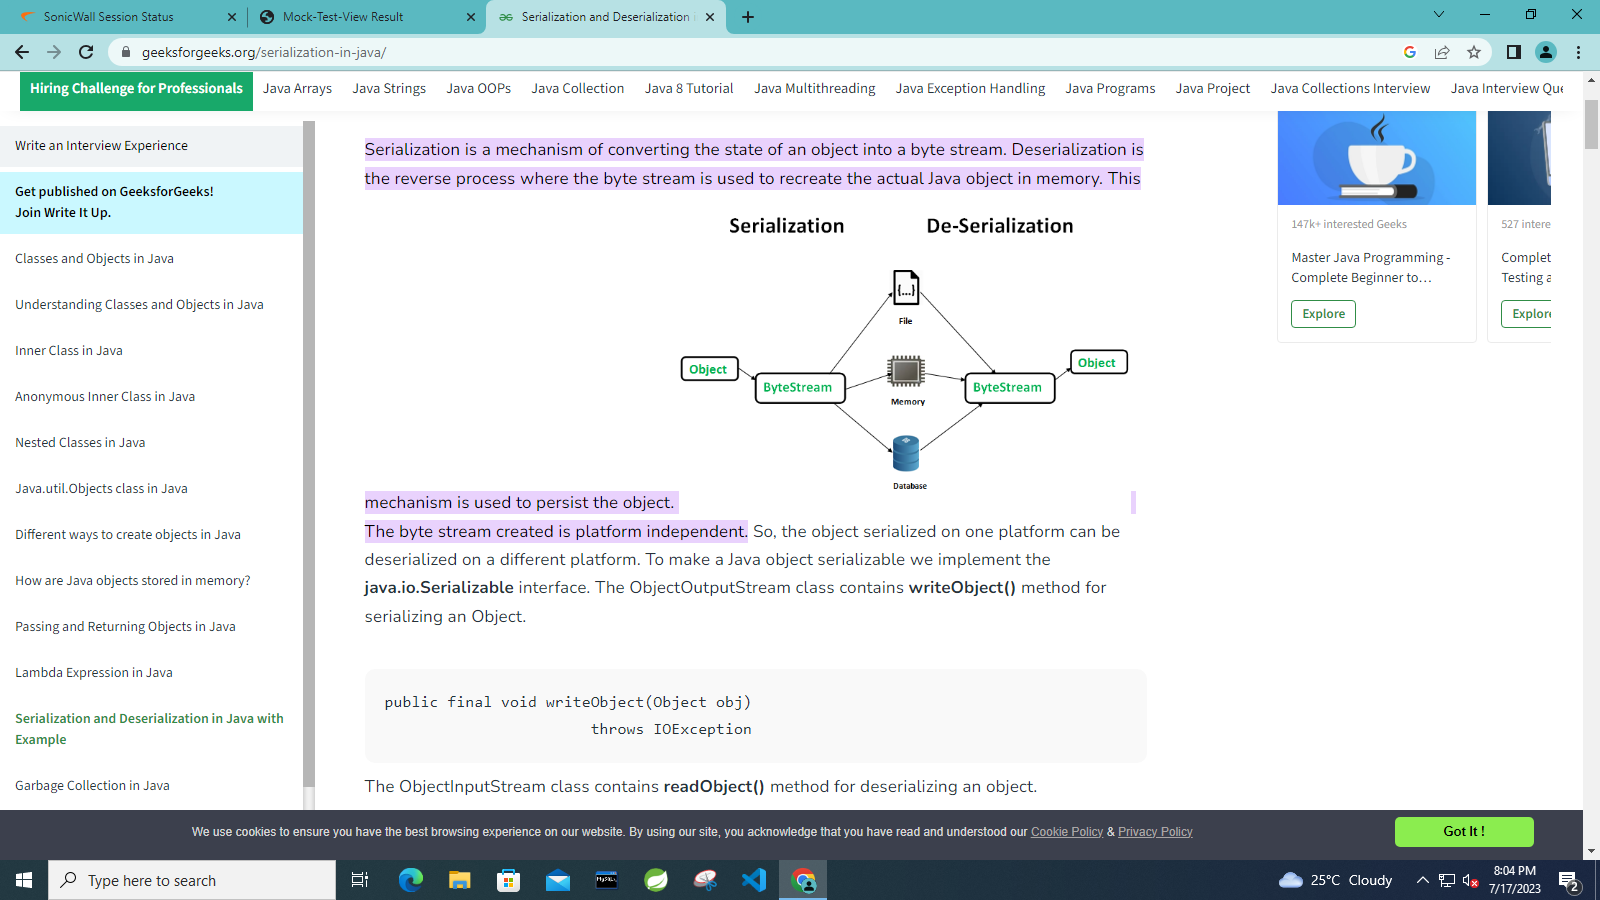 SonicWall Session Status
Mock-Test-View Result
Serialization and Deserialization
geeksforgeeks.org/serialization-in-java/
Hiring Challenge for Professionals Java Arrays Java Strings Java OOPs Java Collection Java 8 Tutorial Java Multithreading Java Exception Handling Java Programs Java Project Java Collections Interview Java Interview Que
Write an Interview Experience
Get published on GeeksforGeeks!
Join Write It Up.
Classes and Objects in Java
Understanding Classes and Objects in Java
Inner Class in Java
Anonymous Inner Class in Java
Nested Classes in Java
Java.util.Objects class in Java
Different ways to create objects in Java
How are Java objects stored in memory?
Passing and Returning Objects in Java
Lambda Expression in Java
Serialization and Deserialization in Java with
Example
Garbage Collection in Java
Serialization is a mechanism of converting the state of an object into a byte stream. Deserialization is
the reverse process where the byte stream is used to recreate the actual Java object in memory. This
Serialization De-Serialization
{...}
File
Object
ByteStream
Memory
ByteStream
Object
Database
mechanism is used to persist the object.
The byte stream created is platform independent. So, the object serialized on one platform can be
deserialized on a different platform. To make a Java object serializable we implement the
java.io.Serializable interface. The ObjectOutputStream class contains writeObject() method for
serializing an Object.
public final void writeObject(Object obj)
throws IOException
The ObjectInputStream class contains readObject() method for deserializing an object.
147k+ interested Geeks
Master Java Programming -
Complete Beginner to...
Explore
527 intere
Complet
Testing a
Explore
We use cookies to ensure you have the best browsing experience on our website. By using our site, you acknowledge that you have read and understood our Cookie Policy & Privacy Policy
Got It !
Type here to search
MySQL
25°C Cloudy
8:04 PM
7/17/2023
2